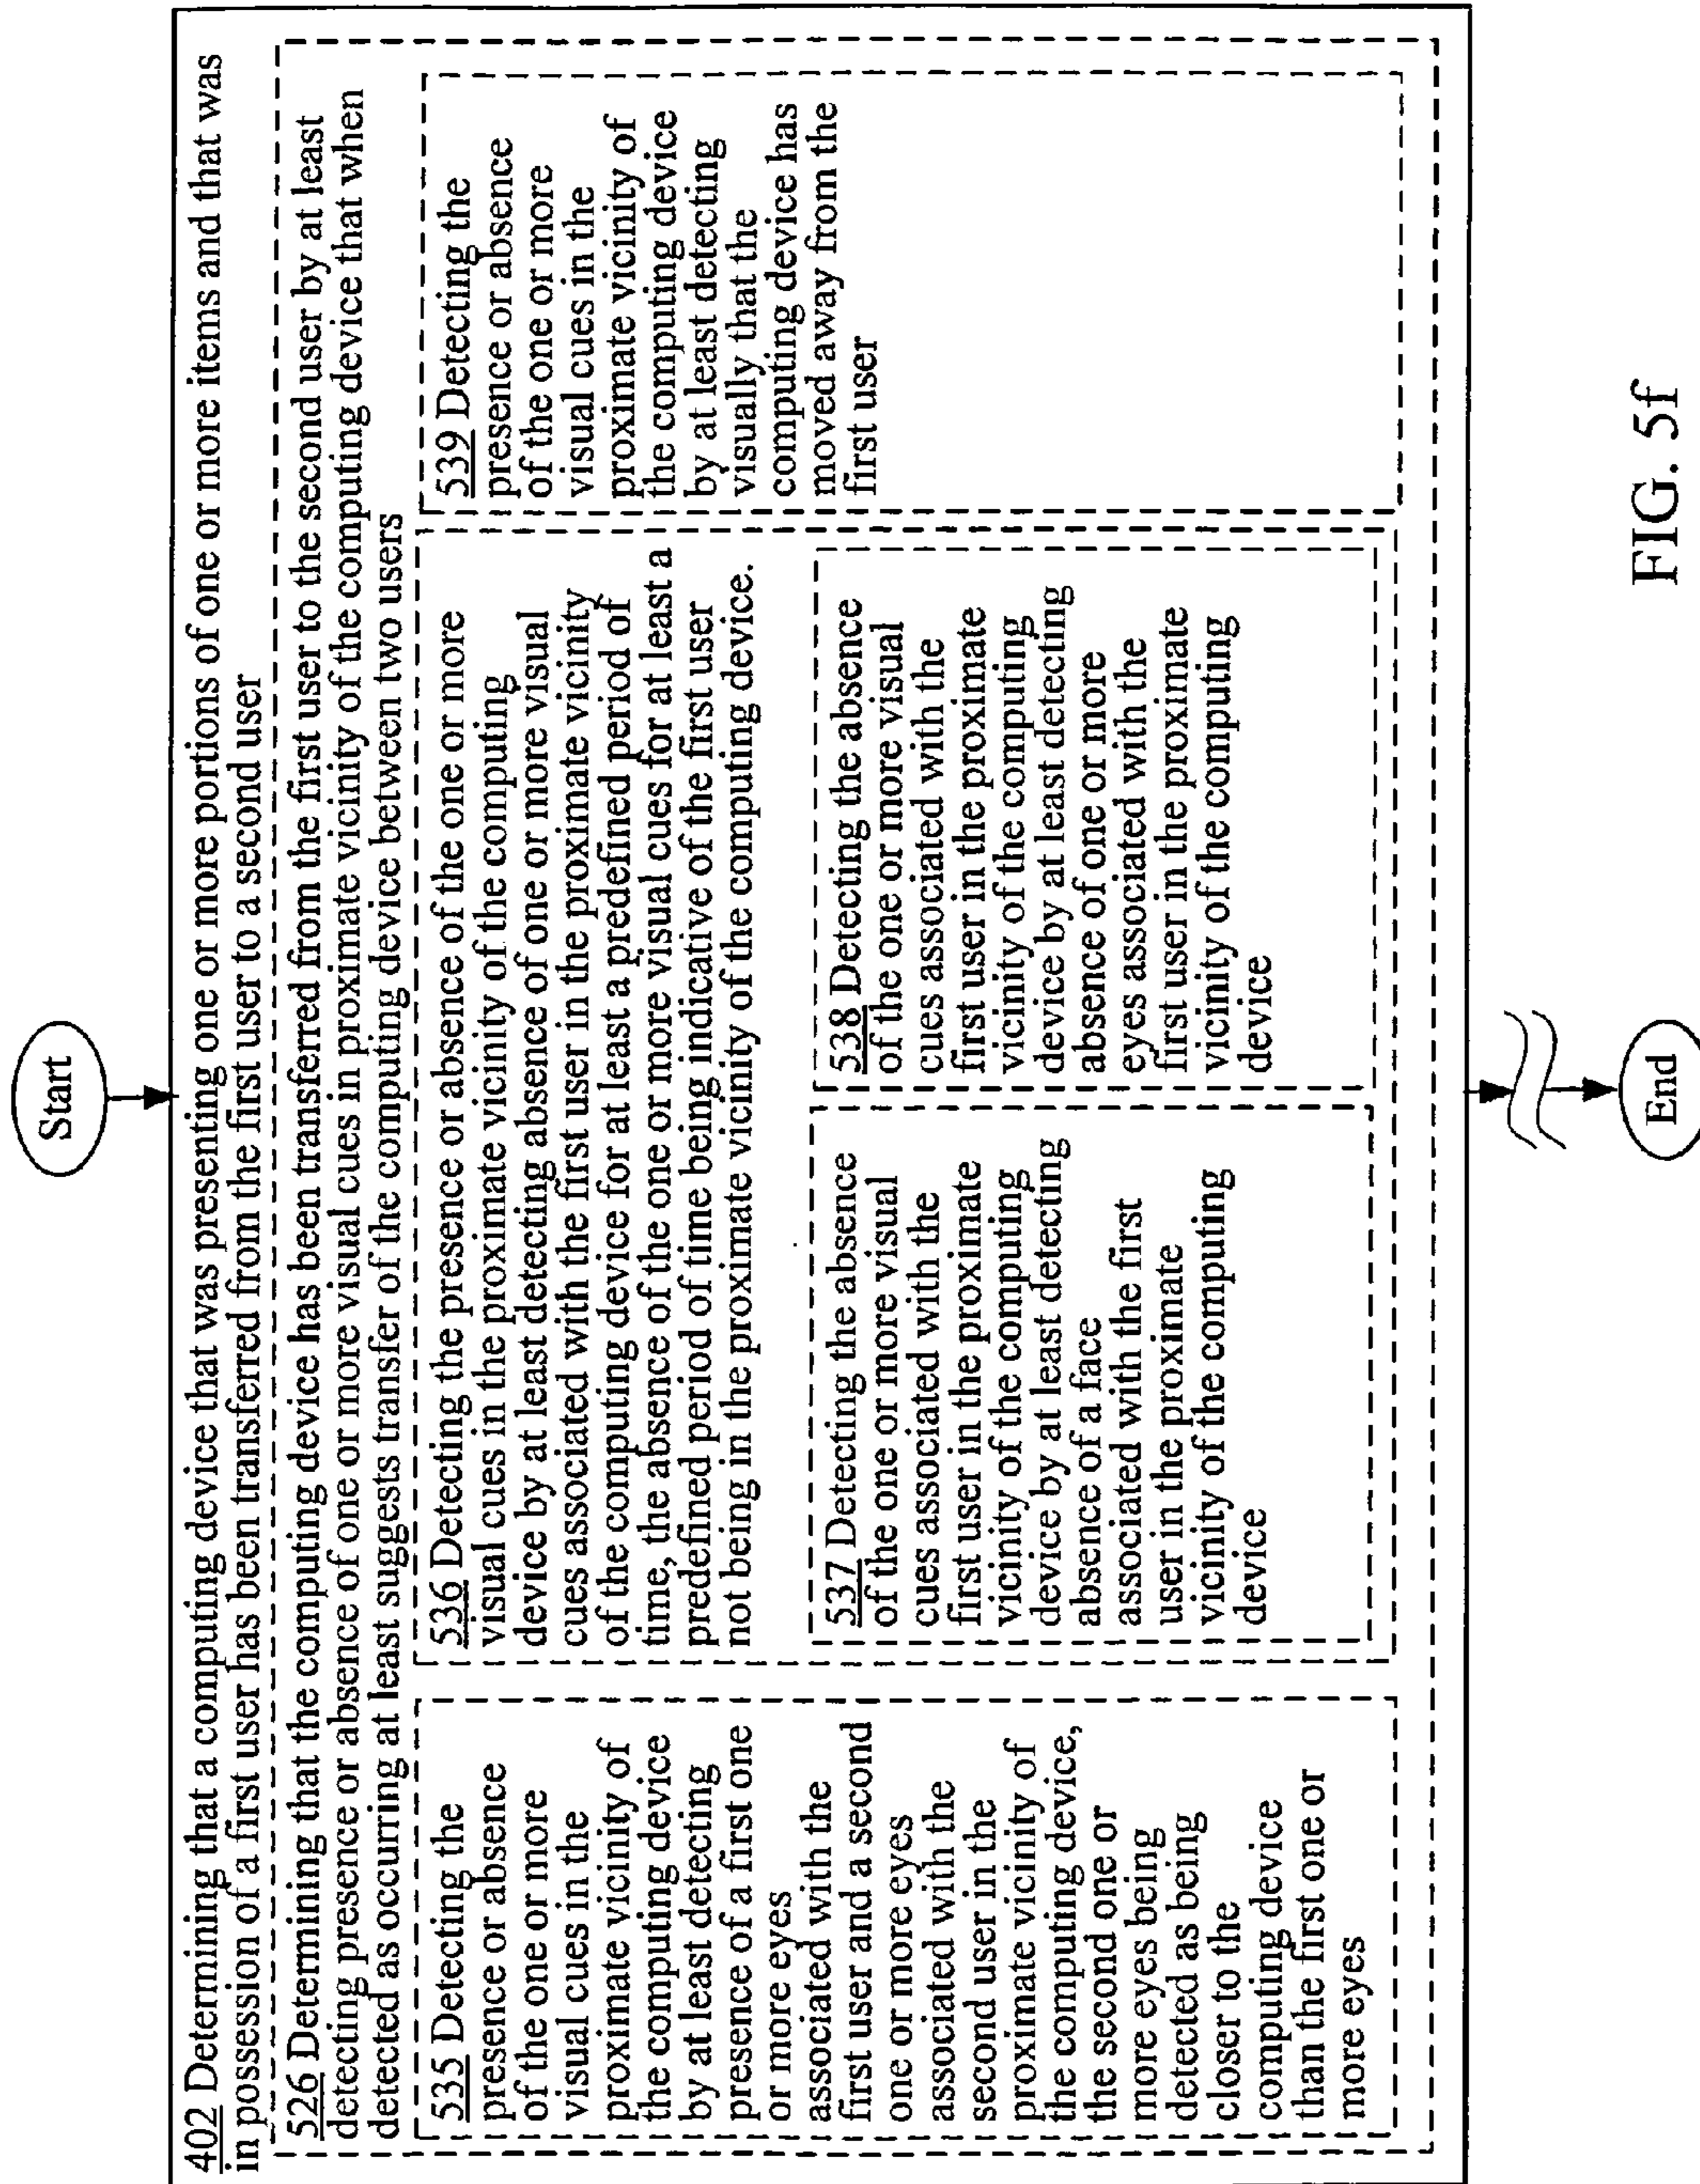 Start
402 Determining that a computing device that was presenting one or more portions of one or more items and that was
in possession of a first user has been transferred from the first user to a second user
526 Determining that the computing device has been transferred from the first user to the second user by at least
detecting presence or absence of one or more visual cues in proximate vicinity of the computing device that when
detected as occurring at least suggests transfer of the computing device between two users
535 Detecting the
presence or absence
of the one or more
visual cues in the
proximate vicinity of
the computing device
by at least detecting
presence of a first one
or more eyes
associated with the
first user and a second
one or more eyes
associated with the
second user in the
proximate vicinity of
the computing device,
the second one or
more eyes being
detected as being
closer to the
computing device
than the first one or
more eyes
536 Detecting the presence or absence of the one or more
visual cues in the proximate vicinity of the computing
device by at least detecting absence of one or more visual
cues associated with the first user in the proximate vicinity
of the computing device for at least a predefined period of
time, the absence of the one or more visual cues for at least a
predefined period of time being indicative of the first user
not being in the proximate vicinity of the computing device.
537 Detecting the absence
of the one or more visual
cues associated with the
first user in the proximate
vicinity of the computing
device by at least detecting
absence of a face
associated with the first
user in the proximate
vicinity of the computing
device
538 Detecting the absence
of the one or more visual
cues associated with the
first user in the proximate
vicinity of the computing
device by at least detecting
absence of one or more
eyes associated with the
first user in the proximate
vicinity of the computing
device
539 Detecting the
presence or absence
of the one or more
visual cues in the
proximate vicinity of
the computing device
by at least detecting
visually that the
computing device has
moved away from the
first user
End
FIG. 5f